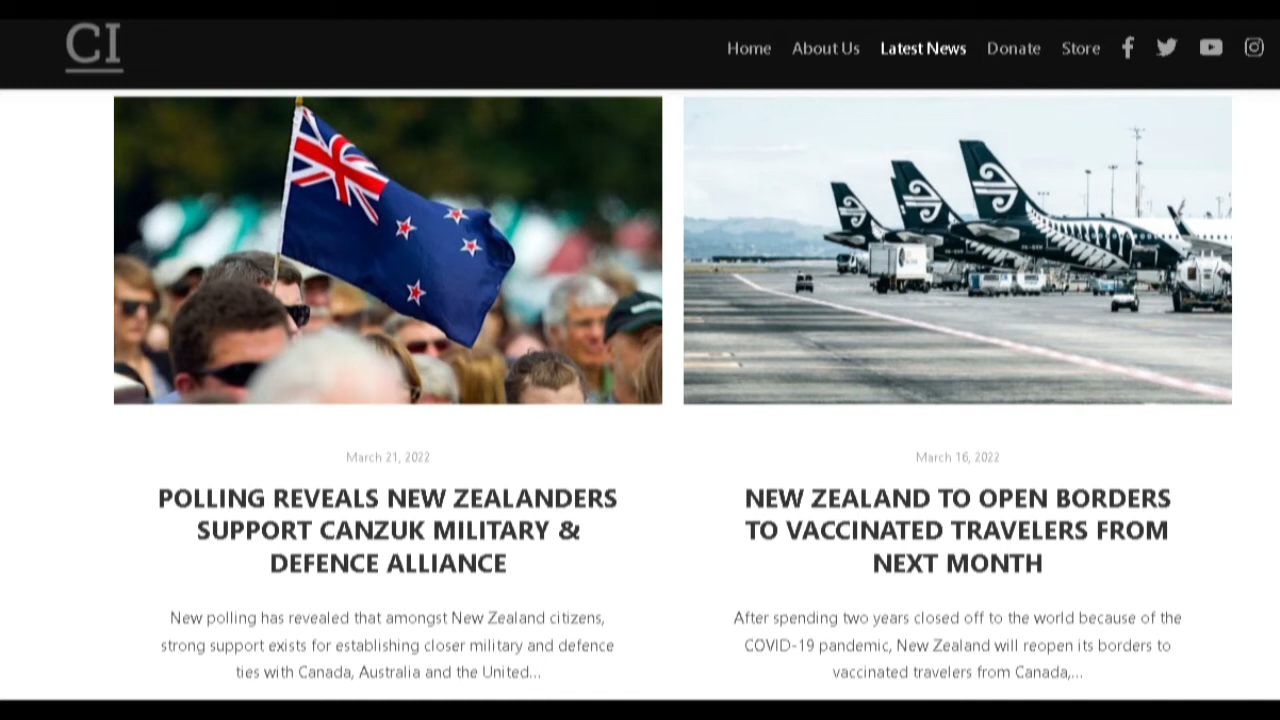 CI
Home About Us Latest News Donate Store
March 21, 2022
POLLING REVEALS NEW ZEALANDERS
SUPPORT CANZUK MILITARY &
DEFENCE ALLIANCE
New polling has revealed that amongst New Zealand citizens,
strong support exists for establishing closer military and defence
ties with Canada, Australia and the United...
March 16, 2022
NEW ZEALAND TO OPEN BORDERS
TO VACCINATED TRAVELERS FROM
NEXT MONTH
After spending two years closed off to the world because of the
COVID-19 pandemic, New Zealand will reopen its borders to
vaccinated travelers from Canada,...